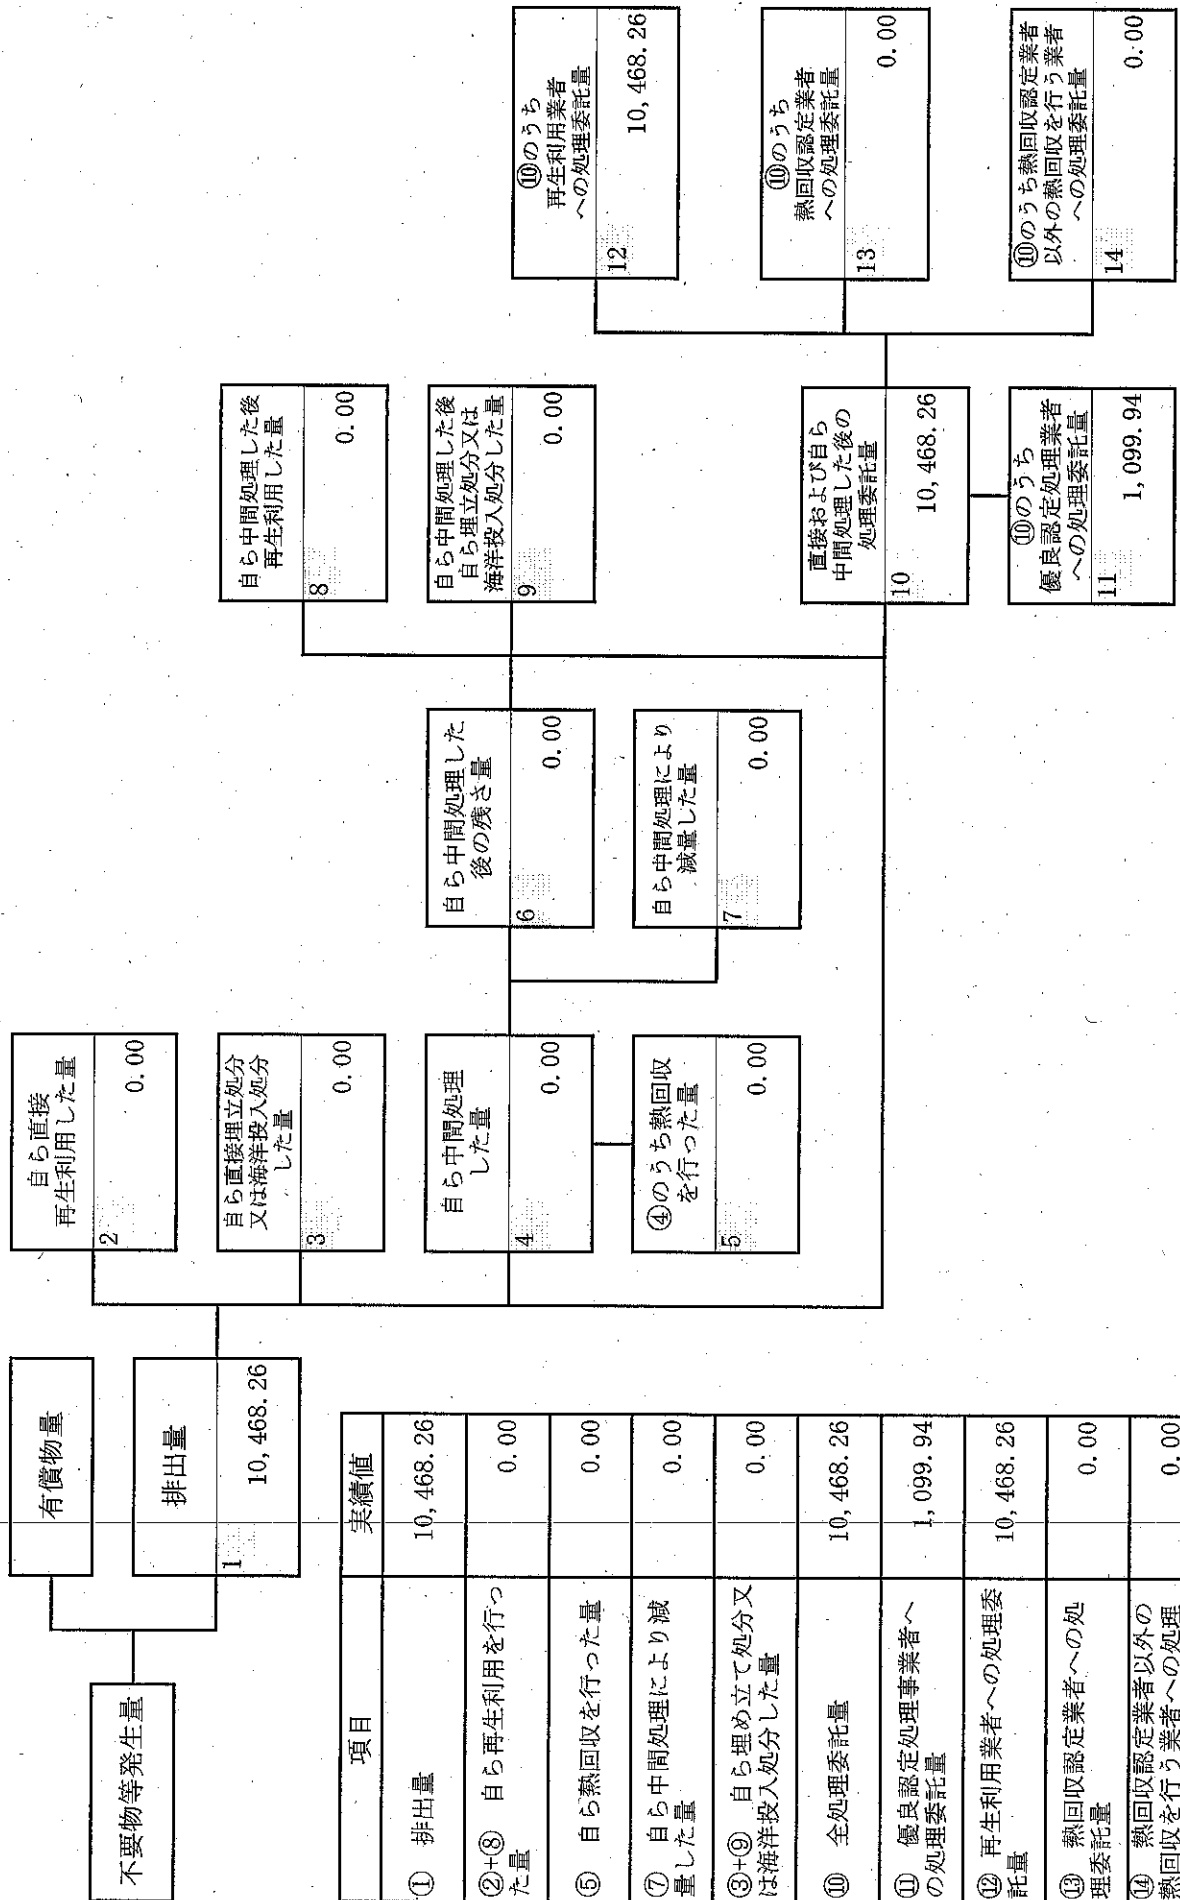 不要物等発生量
有償物量
排出量
1
10,468.26
自ら直接
再生利用した量
2
0.00
自ら直接埋立処分
又は海洋投入処分
した量
3
0.00
自ら中間処理
した量
4
0.00
④のうち熱回収
を行った量
5
0.00
自ら中間処理した
後の残さ量
6
0.00
自ら中間処理により
減量した量
7
0.00
自ら中間処理した後
再生利用した量
8
0.00
自ら中間処理した後
自ら埋立処分又は
海洋投入処分した量
9
0.00
直接および自ら
中間処理した後の
処理委託量
10
10,468.26
⑩のうち
優良認定処理業者
への処理委託量
11
1,099.94
⑩のうち
再生利用業者
への処理委託量
12
10,468.26
⑩のうち
熱回収認定業者
への処理委託量
13
0.00
⑩のうち熱回収認定業者
以外の熱回収を行う業者
への処理委託量
14
0.00
項目 実績値
① 排出量 10,468.26
②+⑧ 自ら再生利用を行っ
た量 0.00
⑤ 自ら熱回収を行った量 0.00
⑦ 自ら中間処理により減
量した量 0.00
③+⑨ 自ら埋め立て処分又
は海洋投入処分した量 0.00
⑩ 全処理委託量 10,468.26
⑪ 優良認定処理事業者へ
の処理委託量 1,099.94
⑫ 再生利用業者への処理委
託量 10,468.26
⑬ 熱回収認定業者への処
理委託量 0.00
⑭ 熱回収認定業者以外の
熱回収を行う業者への処理 0.00